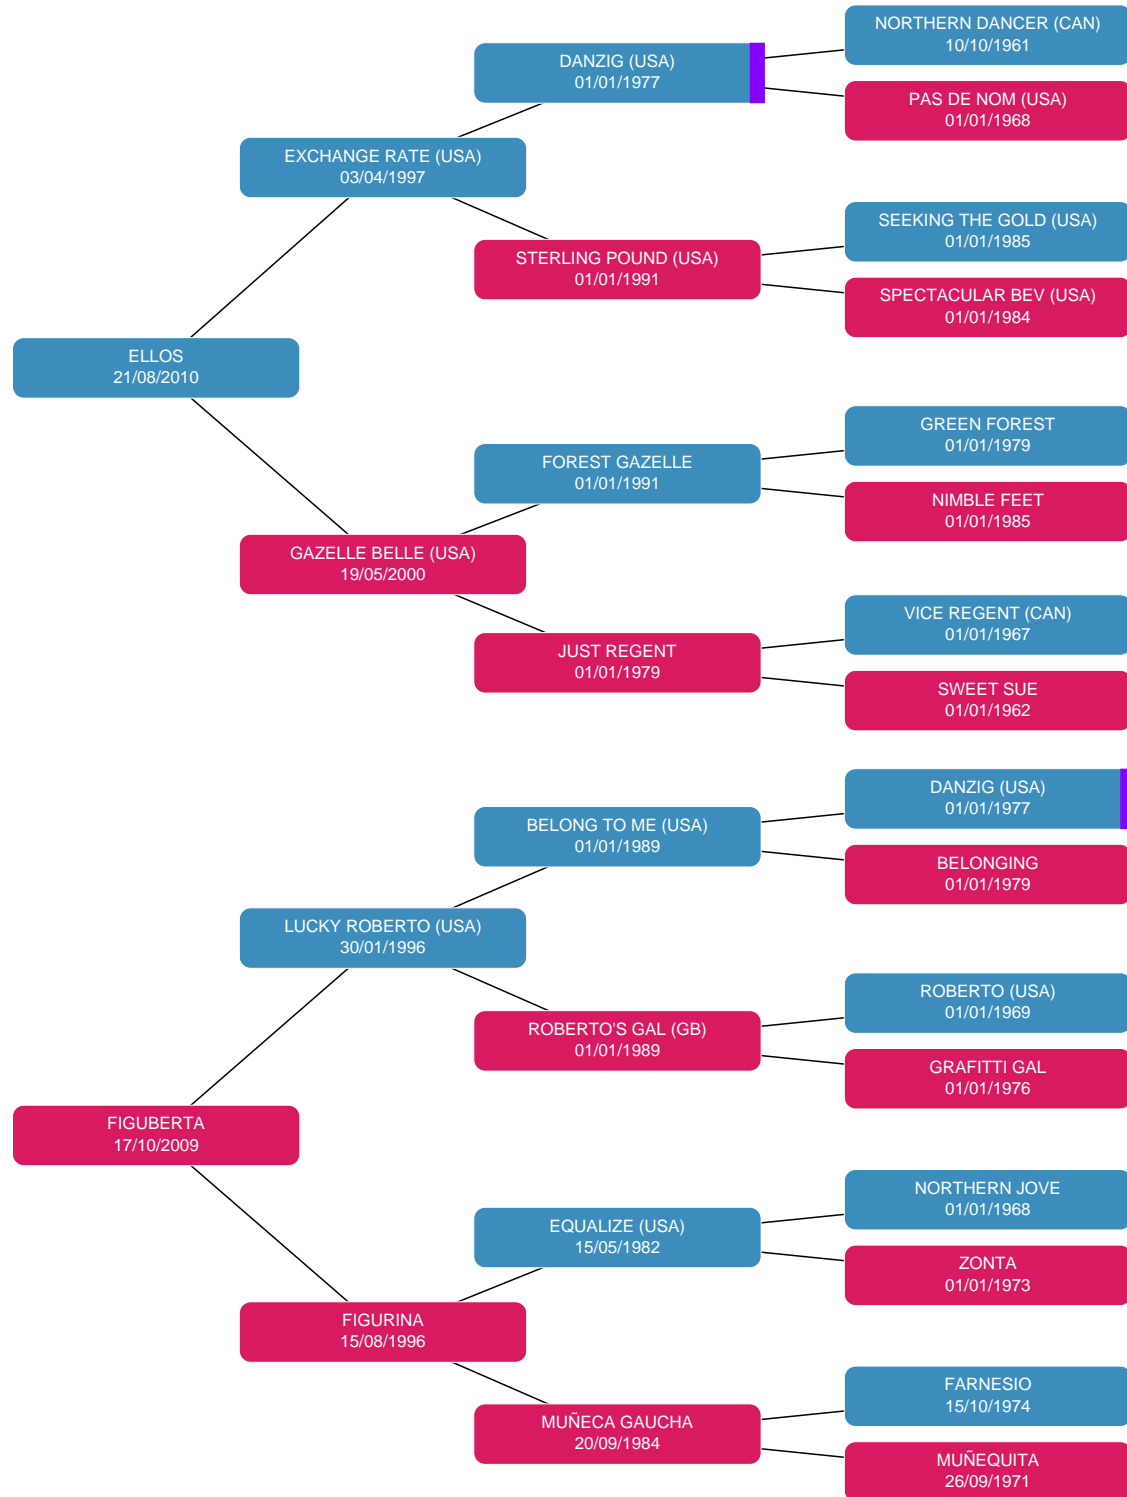 NORTHERN DANCER (CAN)
10/10/1961
DANZIG (USA)
01/01/1977
PAS DE NOM (USA)
01/01/1968
EXCHANGE RATE (USA)
03/04/1997
SEEKING THE GOLD (USA)
01/01/1985
STERLING POUND (USA)
01/01/1991
SPECTACULAR BEV (USA)
01/01/1984
ELLOS
21/08/2010
GREEN FOREST
01/01/1979
FOREST GAZELLE
01/01/1991
NIMBLE FEET
01/01/1985
GAZELLE BELLE (USA)
19/05/2000
VICE REGENT (CAN)
01/01/1967
JUST REGENT
01/01/1979
SWEET SUE
01/01/1962
DANZIG (USA)
01/01/1977
BELONG TO ME (USA)
01/01/1989
BELONGING
01/01/1979
LUCKY ROBERTO (USA)
30/01/1996
ROBERTO (USA)
01/01/1969
ROBERTO'S GAL (GB)
01/01/1989
GRAFITTI GAL
01/01/1976
FIGUBERTA
17/10/2009
NORTHERN JOVE
01/01/1968
EQUALIZE (USA)
15/05/1982
ZONTA
01/01/1973
FIGURINA
15/08/1996
FARNESIO
15/10/1974
MUÑECA GAUCHA
20/09/1984
MUÑEQUITA
26/09/1971